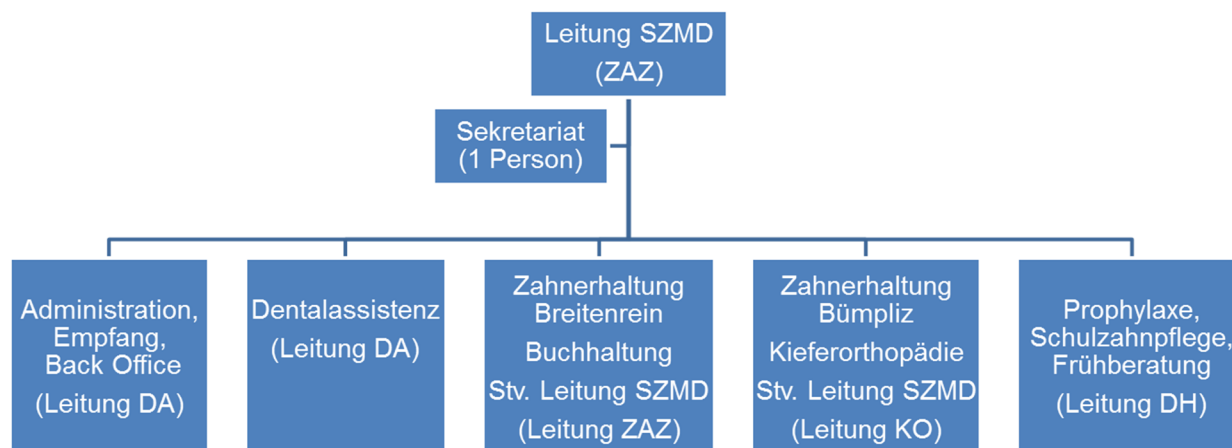 Leitung SZMD
(ZAZ)
Sekretariat
(1 Person)
Administration,
Empfang,
Back Office
(Leitung DA)
Dentalassistenz
(Leitung DA)
Zahnerhaltung
Breitenrein
Buchhaltung
Stv. Leitung SZMD
(Leitung ZAZ)
Zahnerhaltung
Bümpliz
Kieferorthopädie
Stv. Leitung SZMD
(Leitung KO)
Prophylaxe,
Schulzahnpflege,
Frühberatung
(Leitung DH)